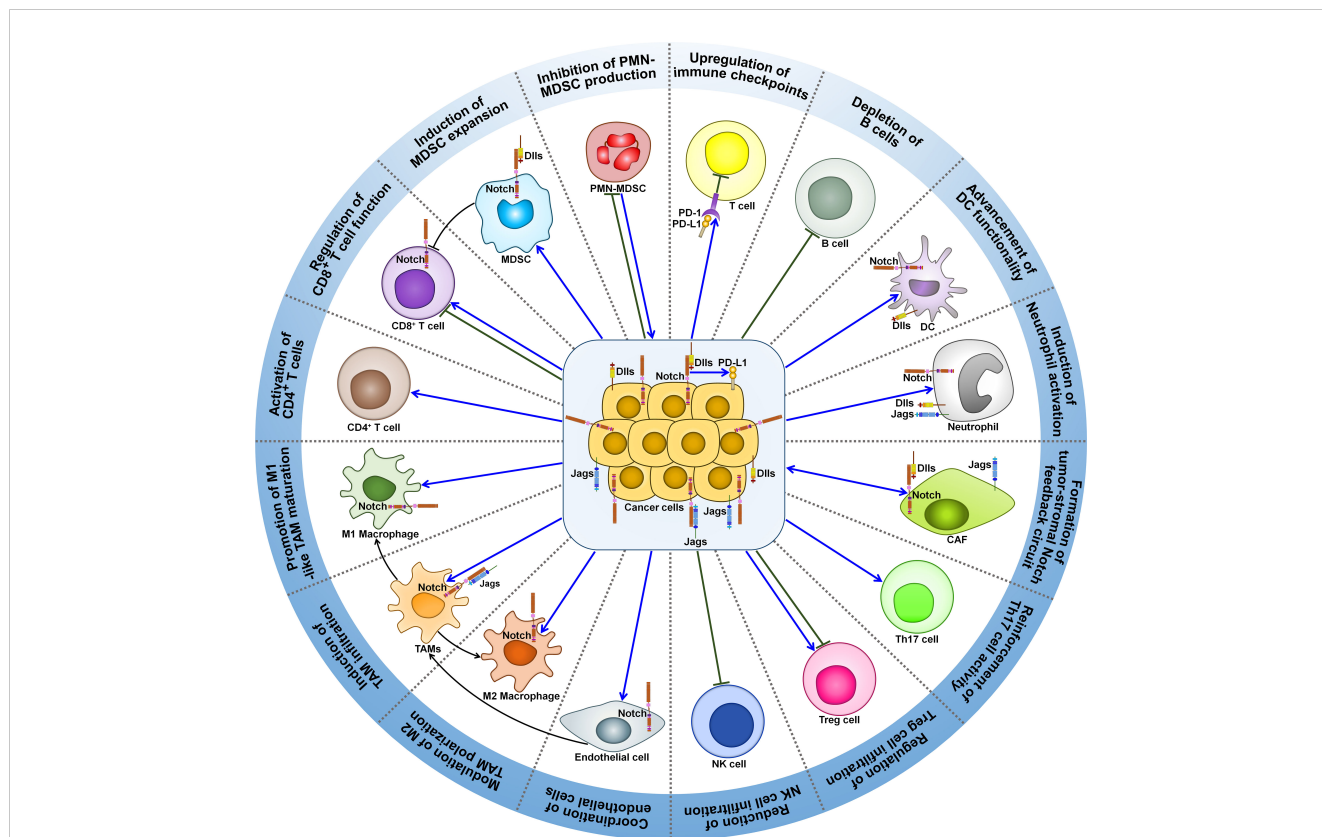 Inhibition of PMN-
MDSC production
Upregulation of
immune checkpoints
Depletion of
B cells
Advancement of
DC functionality
Induction of
Neutrophil activation
Formation of
tumor-stromal Notch
feedback circuit
Reinforcement of
Th17 cell activity
Regulation of
Treg cell infiltration
Reduction of
NK cell infiltration
Coordination of
endothelial cells
Modulation of M2
TAM polarization
Induction of
TAM infiltration
Promotion of M1
-like TAM maturation
Activation of
CD4⁺ T cells
Regulation of
CD8⁺ T cell function
Induction of
MDSC expansion
PMN-MDSC
PD-1
PD-L1
T cell
B cell
Notch
Dlls
DC
Notch
Dlls
Jags
Neutrophil
Dlls
Jags
Notch
CAF
Th17 cell
Treg cell
NK cell
Notch
Endothelial cell
Notch
M2 Macrophage
Notch
Jags
TAMs
Notch
M1 Macrophage
CD4⁺ T cell
Notch
CD8⁺ T cell
Dlls
Notch
MDSC
Dlls
Notch
Dlls
PD-L1
Jags
Dlls
Cancer cells
Jags
Jags